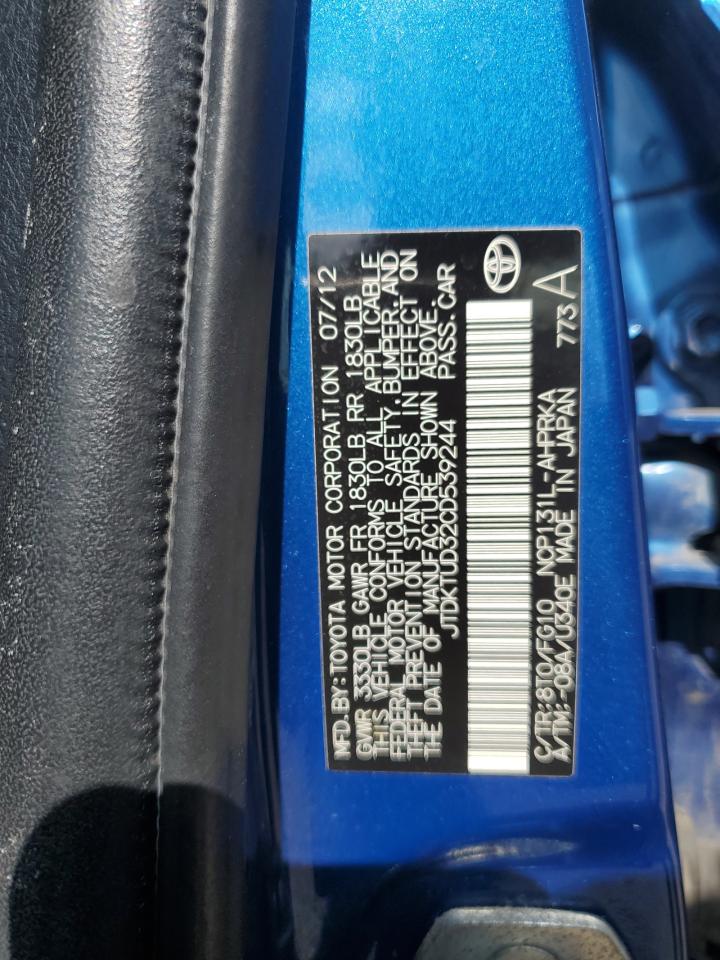 MFD.BY:TOYOTA MOTOR CORPORATION 07/12
GVWR 3330LB GAWR FR 1830LB RR 1830LB
THIS VEHICLE CONFORMS TO ALL APPLICABLE
FEDERAL MOTOR VEHICLE SAFETY,BUMPER,AND
THEFT PREVENTION STANDARDS IN EFFECT ON
THE DATE OF MANUFACTURE SHOWN ABOVE.
JTDKTUD32CD539244 PASS.CAR
C/TR:8T0/FG10 NCP131L-AHPRKA 773 A
A/TM:-08A/U340E MADE IN JAPAN